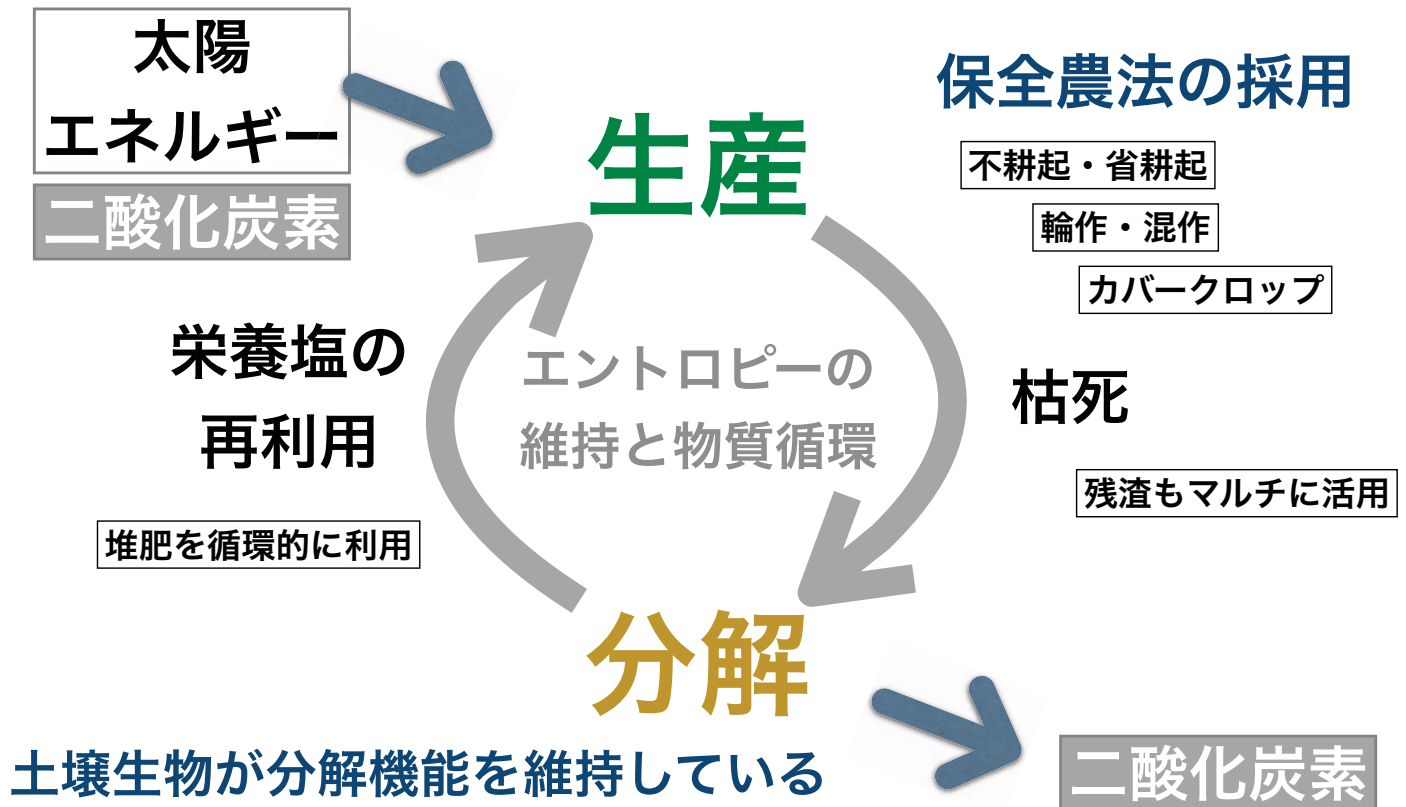 太陽
エネルギー
二酸化炭素
保全農法の採用
生産
不耕起・省耕起
輪作・混作
カバークロップ
栄養塩の
再利用
エントロピーの
維持と物質循環
枯死
残渣もマルチに活用
堆肥を循環的に利用
分解
土壌生物が分解機能を維持している
二酸化炭素